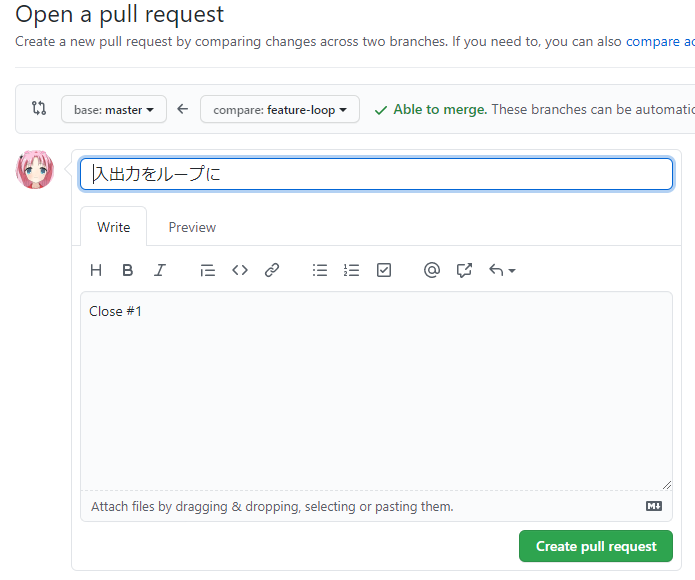 Open a pull request
Create a new pull request by comparing changes across two branches. If you need to, you can also compare ac
base: master
compare: feature-loop
Able to merge. These branches can be automatic
入出力をループに
Write Preview
Close #1
Attach files by dragging & dropping, selecting or pasting them.
Create pull request